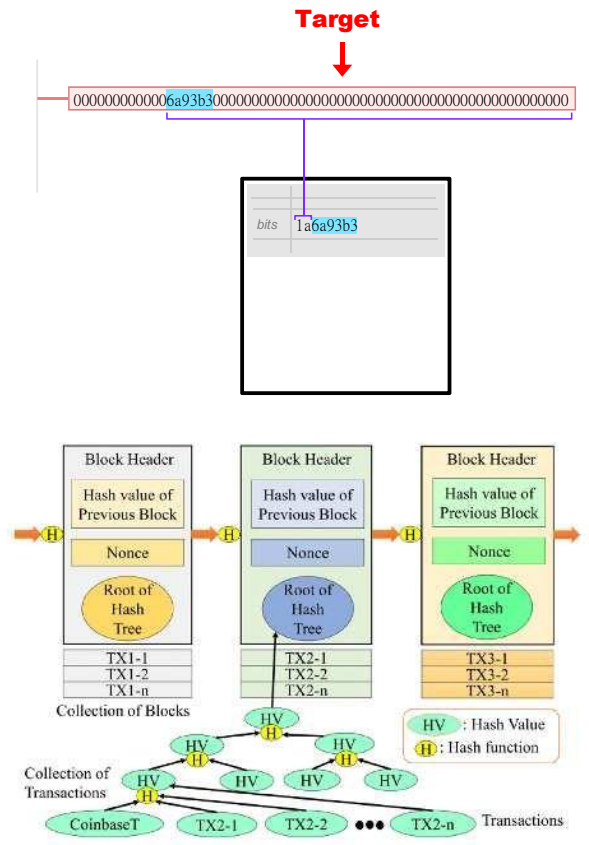 Target
0000000000006a93b30000000000000000000000000000000000000000000000
bits 1a6a93b3
Block Header
Block Header
Block Header
Hash value of
Previous Block
Hash value of
Previous Block
Hash value of
Previous Block
H
H
H
Nonce
Nonce
Nonce
Root of
Hash
Tree
Root of
Hash
Tree
Root of
Hash
Tree
TX1-1
TX1-2
TX1-n
TX2-1
TX2-2
TX2-n
TX3-1
TX3-2
TX3-n
Collection of Blocks
HV
H
HV : Hash Value
H : Hash function
HV
H
HV
H
Collection of
Transactions
HV
H
HV
HV
HV
CoinbaseT
TX2-1
TX2-2
TX2-n
Transactions